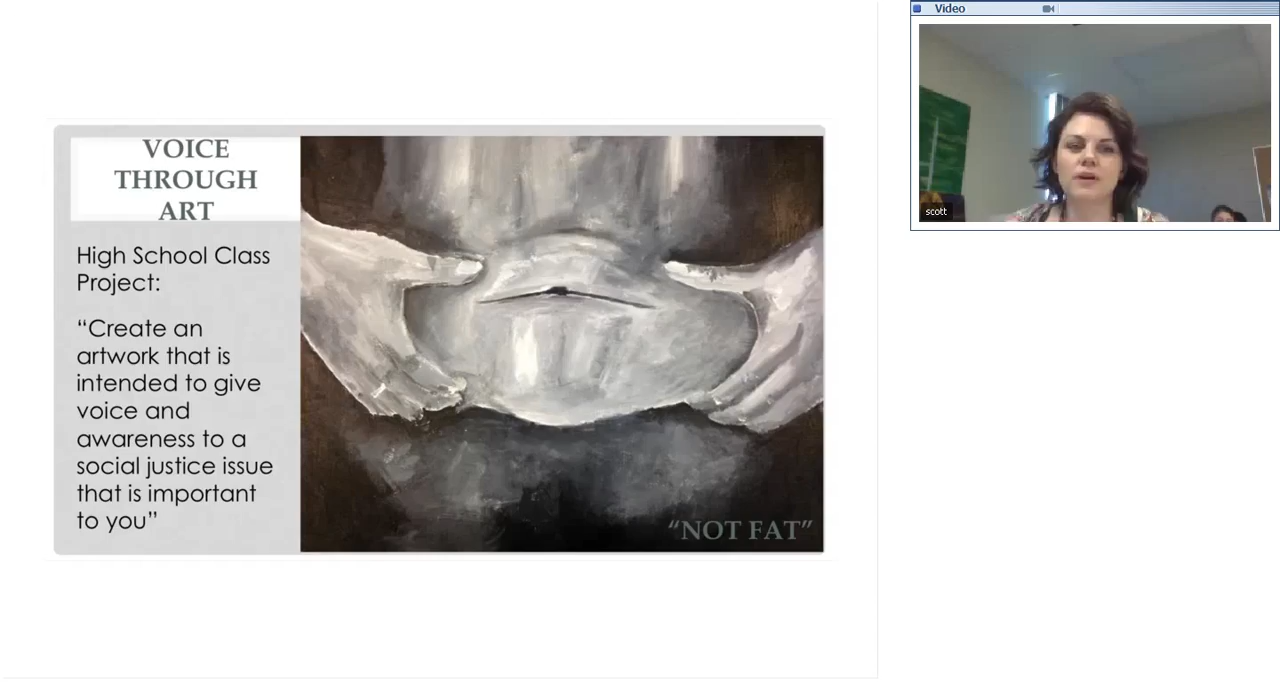 VOICE
THROUGH
ART
High School Class
Project:
“Create an
artwork that is
intended to give
voice and
awareness to a
social justice issue
that is important
to you”
“NOT FAT”
Video
scott